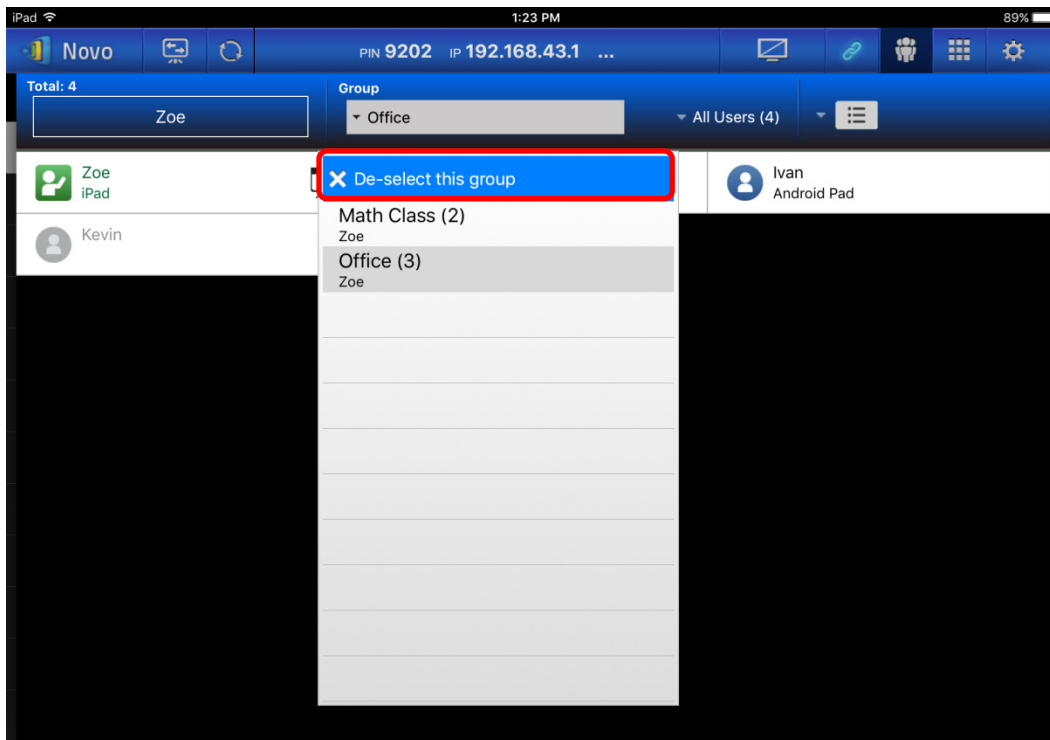 iPad 1:23 PM 89%
Novo PIN 9202 IP 192.168.43.1 ...
Total: 4
Zoe
Group
Office
All Users (4)
Zoe
iPad
De-select this group
Ivan
Android Pad
Kevin
Math Class (2)
Zoe
Office (3)
Zoe